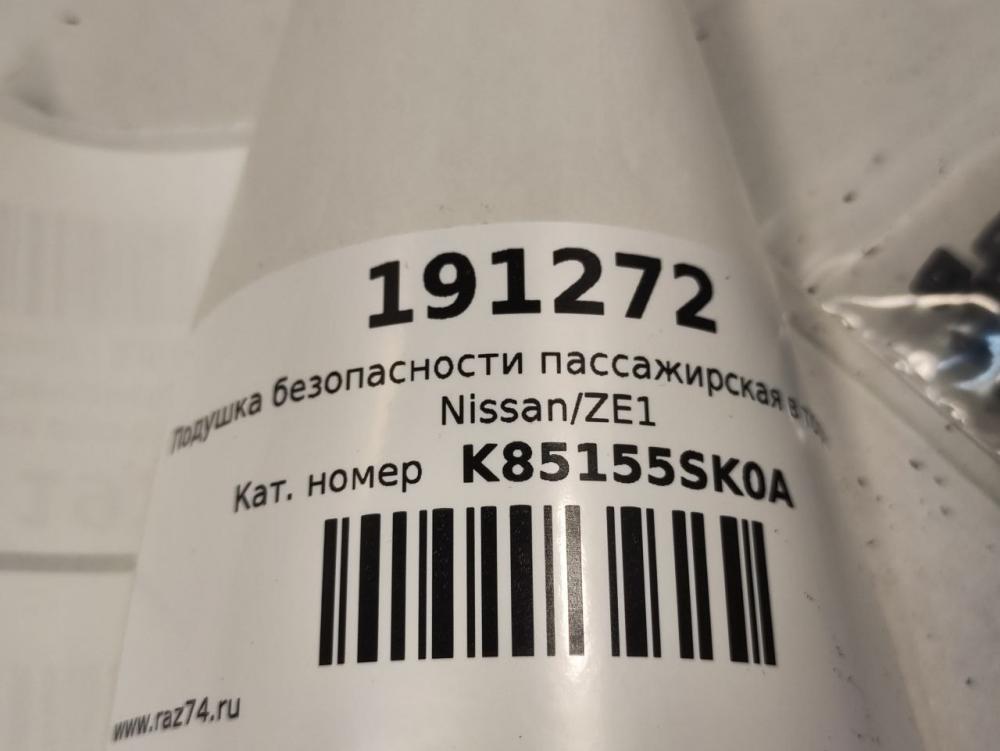 191272
Подушка безопасности пассажирская в
Nissan/ZE1
Кат. номер K85155SK0A
www.raz74.ru